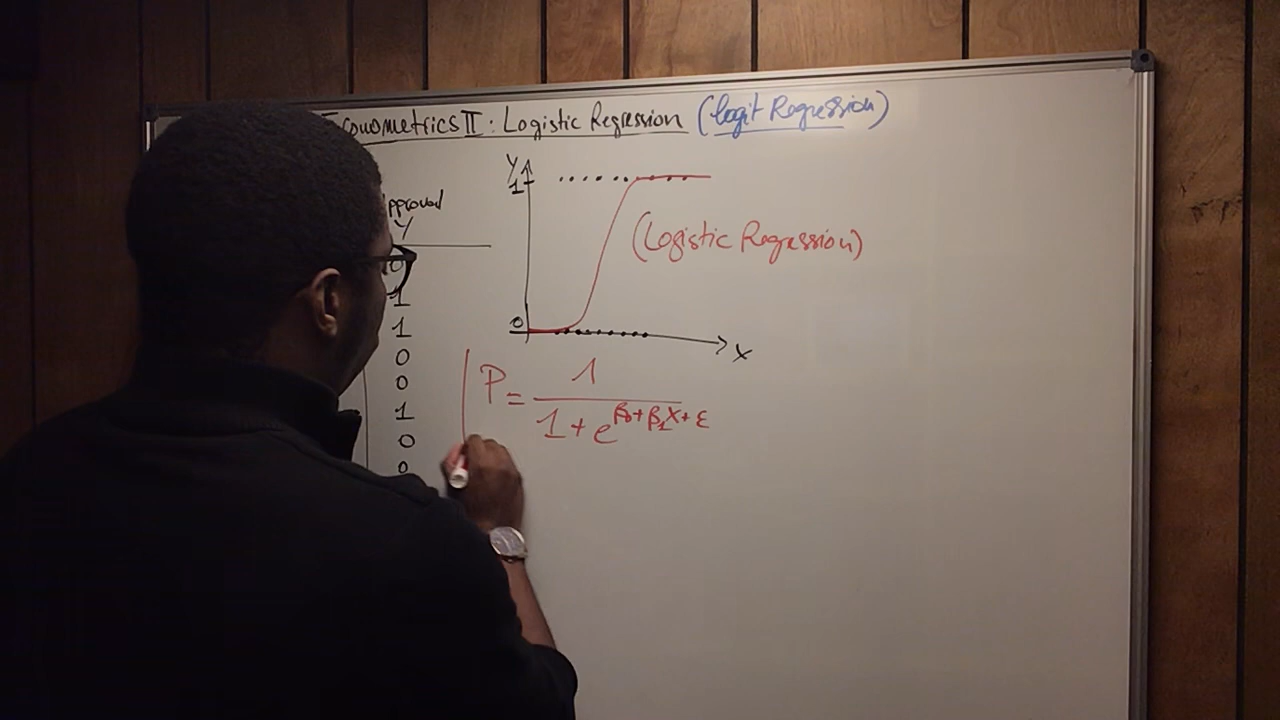 Econometrics II: Logistic Regression (logit Regression)
pproved
Y
0
1
1
0
0
1
0
0
Y
1
(Logistic Regression)
0
X
P = 1 / 1 + e^β0+β1X+ε